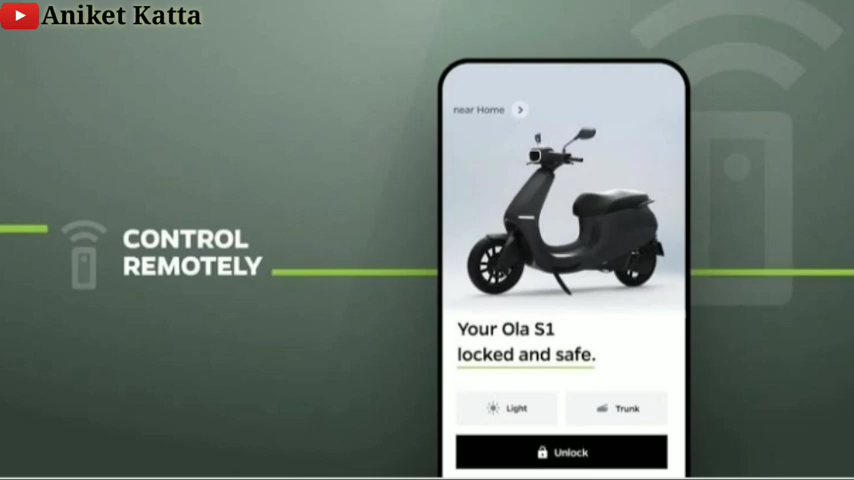 Aniket Katta
near Home
CONTROL
REMOTELY
Your Ola S1
locked and safe.
Light
Trunk
Unlock